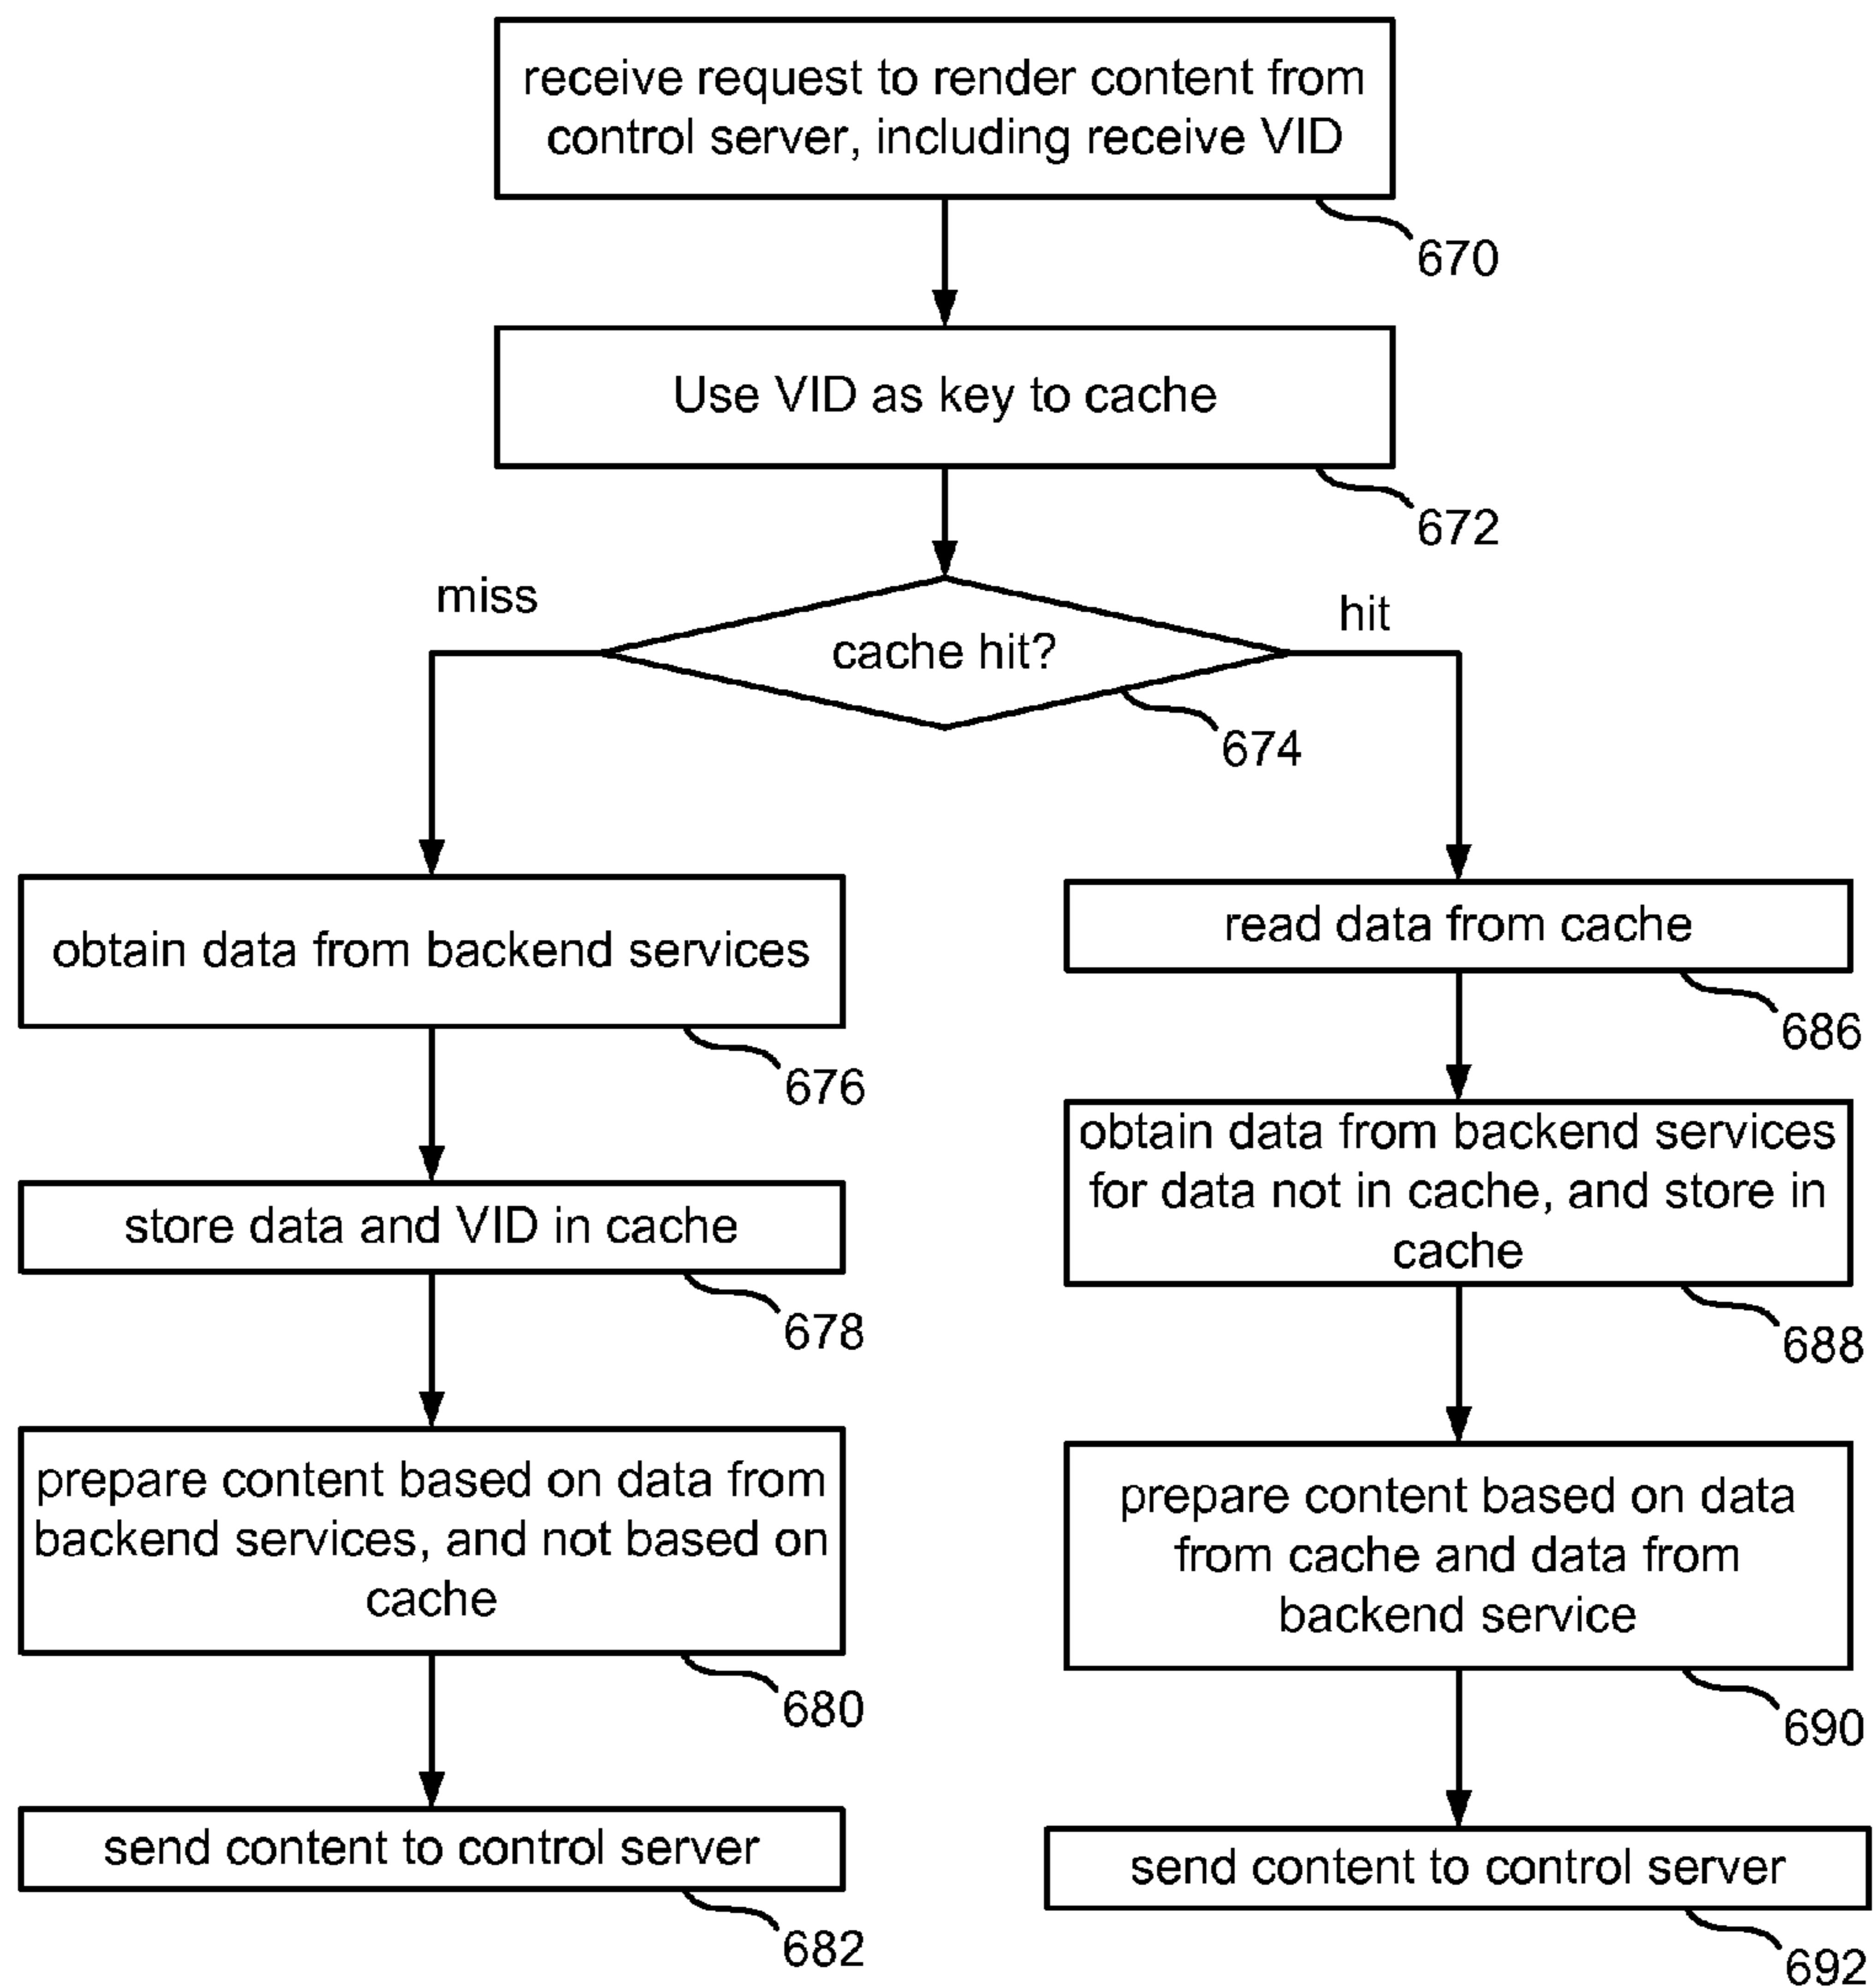 receive request to render content from
control server, including receive VID
670
Use VID as key to cache
672
miss
hit
cache hit?
674
obtain data from backend services
676
store data and VID in cache
678
prepare content based on data from
backend services, and not based on
cache
680
send content to control server
682
read data from cache
686
obtain data from backend services
for data not in cache, and store in
cache
688
prepare content based on data
from cache and data from
backend service
690
send content to control server
692